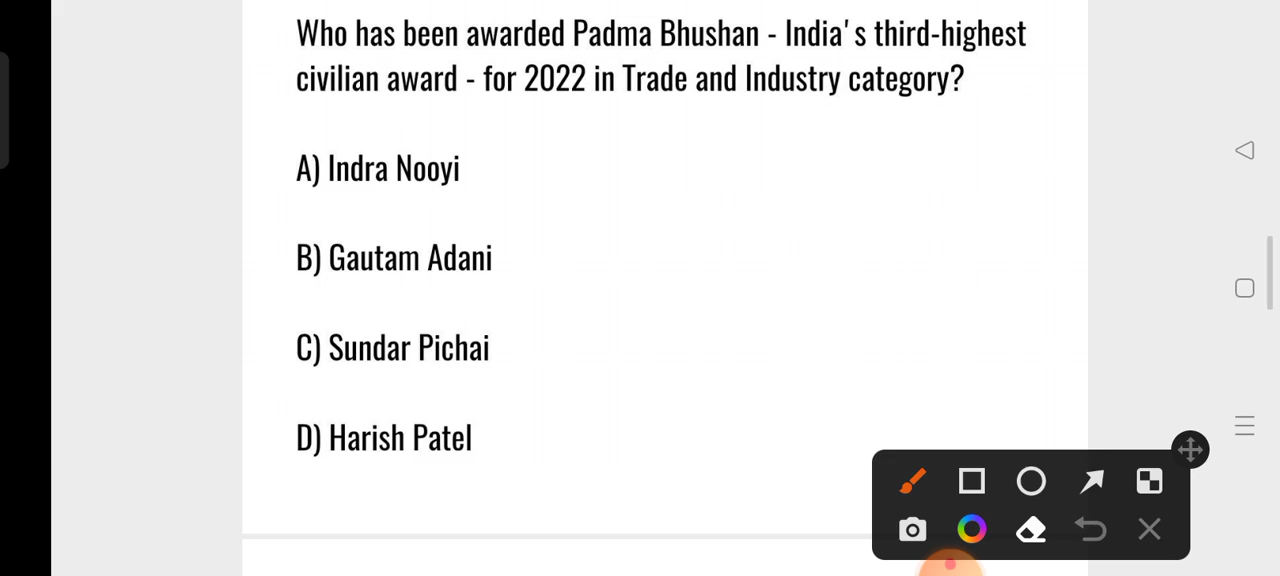 Who has been awarded Padma Bhushan - India's third-highest
civilian award - for 2022 in Trade and Industry category?
A) Indra Nooyi
B) Gautam Adani
C) Sundar Pichai
D) Harish Patel